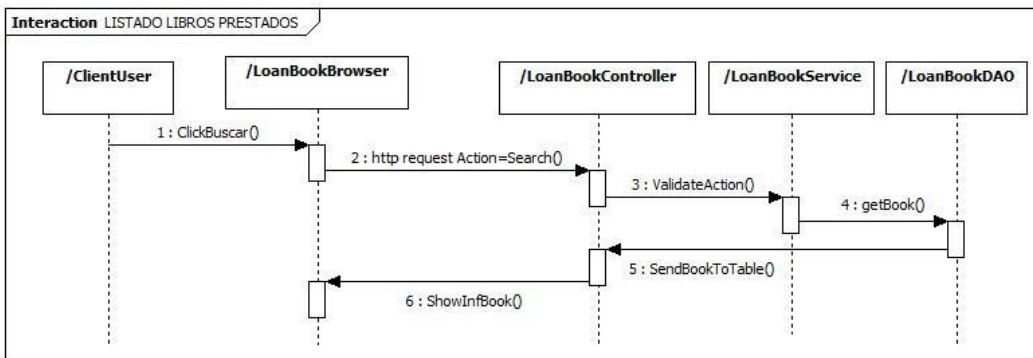 Interaction LISTADO LIBROS PRESTADOS
/ClientUser
/LoanBookBrowser
/LoanBookController
/LoanBookService
/LoanBookDAO
1 : ClickBuscar()
2 : http request Action=Search()
3 : ValidateAction()
4 : getBook()
5 : SendBookToTable()
6 : ShowInfBook()